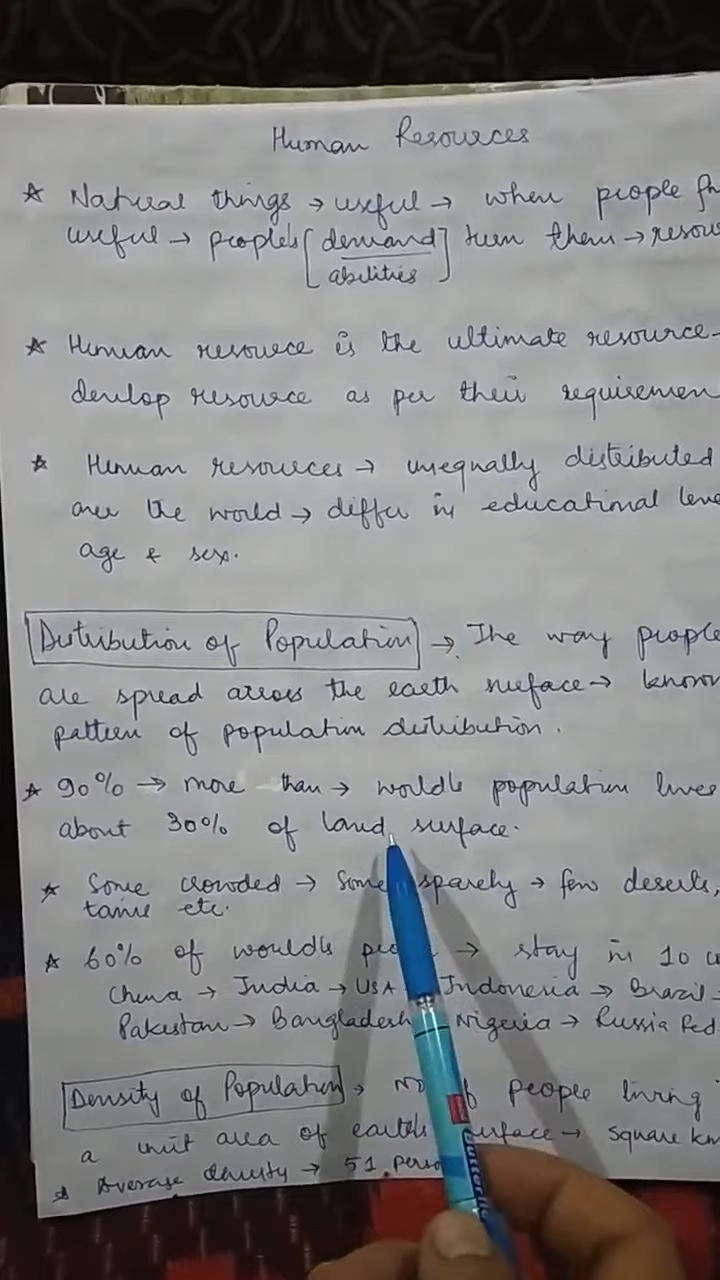 Human Resources
☆ Natural things → useful → when people
useful → people's [demand] turn them → resou
abilities
☆ Human resource is the ultimate resource -
develop resource as per their requiremen
☆ Human resources → unequally distributed
over the world → differ in educational leve
age & sex.
Distribution of Population → The way people
are spread across the earth surface → known
pattern of population distribution.
☆ 90% → more than → world's population lives
about 30% of land surface.
☆ Some crowded → Some sparely → few deserts,
etc.
☆ 60% of world's → stay in 10
China → India → USA Indonesia → Brazil
Pakistan → Bangladesh Nigeria → Russia Fed
Density of Population → No of people living
a unit area of earth's surface → square km
☆ Average density → 51 perso